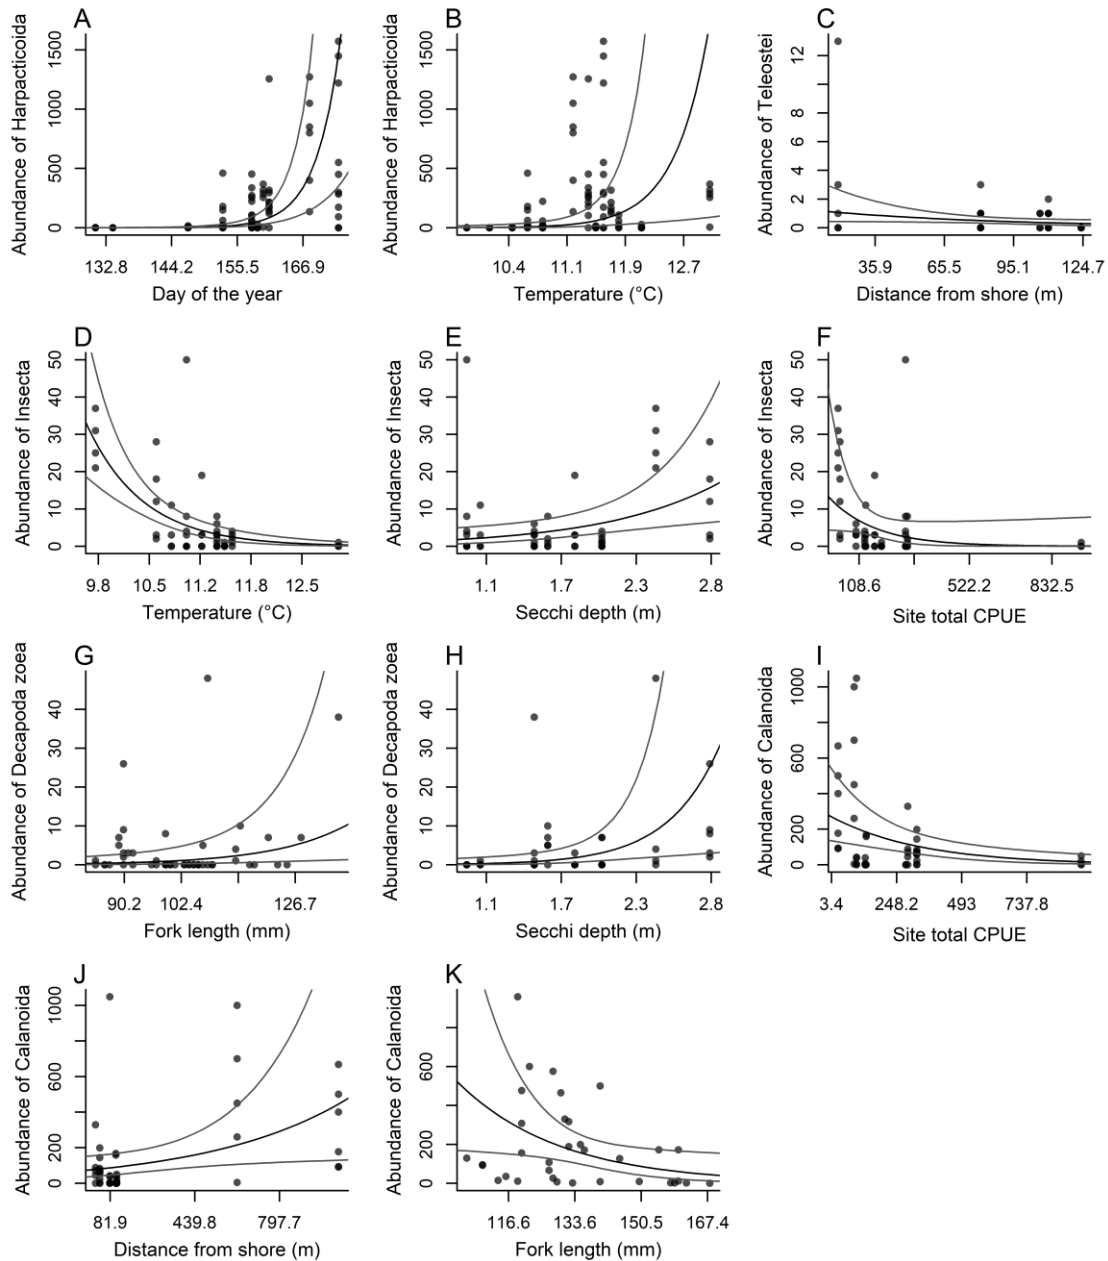 A
Abundance of Harpacticoida
1500
1000
500
0
132.8 144.2 155.5 166.9
Day of the year
B
Abundance of Harpacticoida
1500
1000
500
0
10.4 11.1 11.9 12.7
Temperature (°C)
C
Abundance of Teleostei
12
8
6
4
2
0
35.9 65.5 95.1 124.7
Distance from shore (m)
D
Abundance of Insecta
50
40
30
20
10
0
9.8 10.5 11.2 11.8 12.5
Temperature (°C)
E
Abundance of Insecta
50
40
30
20
10
0
1.1 1.7 2.3 2.8
Secchi depth (m)
F
Abundance of Insecta
50
40
30
20
10
0
108.6 522.2 832.5
Site total CPUE
G
Abundance of Decapoda zoea
40
30
20
10
0
90.2 102.4 126.7
Fork length (mm)
H
Abundance of Decapoda zoea
40
30
20
10
0
1.1 1.7 2.3 2.8
Secchi depth (m)
I
Abundance of Calanoida
1000
600
200
0
3.4 248.2 493 737.8
Site total CPUE
J
Abundance of Calanoida
1000
600
200
0
81.9 439.8 797.7
Distance from shore (m)
K
Abundance of Calanoida
600
200
0
116.6 133.6 150.5 167.4
Fork length (mm)